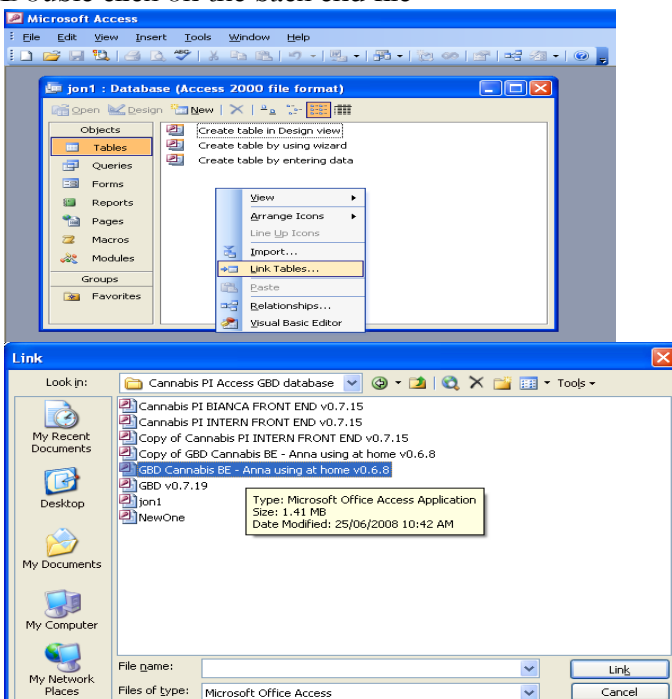 Microsoft Access
File Edit View Insert Tools Window Help
jon1 : Database (Access 2000 file format)
Open Design New
Objects
Tables
Queries
Forms
Reports
Pages
Macros
Modules
Groups
Favorites
Create table in Design view
Create table by using wizard
Create table by entering data
View
Arrange Icons
Line Up Icons
Import...
Link Tables...
Paste
Relationships...
Visual Basic Editor
Link
Look in: Cannabis PI Access GBD database Tools
My Recent
Documents
Desktop
My Documents
My Computer
My Network
Places
Cannabis PI BIANCA FRONT END v0.7.15
Cannabis PI INTERN FRONT END v0.7.15
Copy of Cannabis PI INTERN FRONT END v0.7.15
Copy of GBD Cannabis BE - Anna using at home v0.6.8
GBD Cannabis BE - Anna using at home v0.6.8
GBD v0.7.19
jon1
NewOne
Type: Microsoft Office Access Application
Size: 1.41 MB
Date Modified: 25/06/2008 10:42 AM
File name: Link
Files of type: Microsoft Office Access Cancel